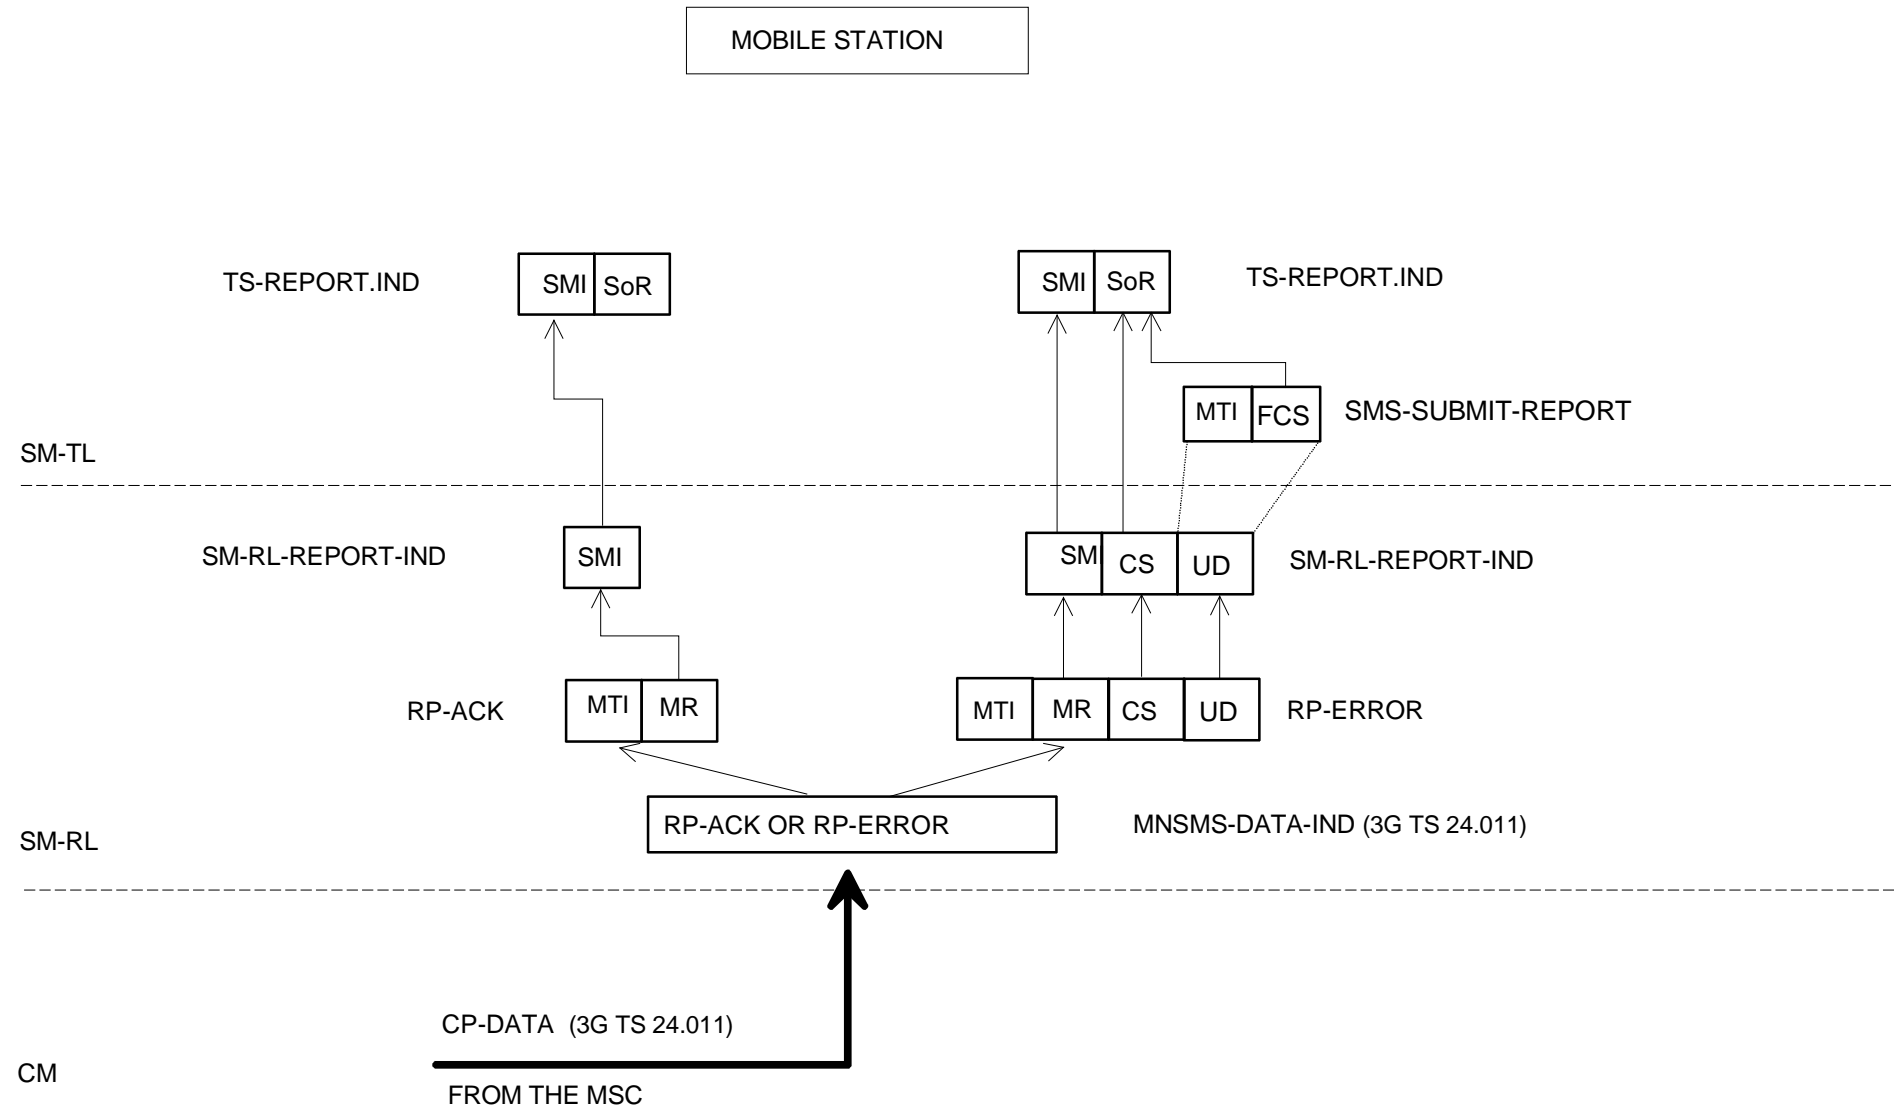 MOBILE STATION
TS-REPORT.IND SMI SoR SMI SoR TS-REPORT.IND
MTI FCS SMS-SUBMIT-REPORT
SM-TL
SM-RL-REPORT-IND SMI SMI CS UD SM-RL-REPORT-IND
RP-ACK MTI MR MTI MR CS UD RP-ERROR
RP-ACK OR RP-ERROR MNSMS-DATA-IND (3G TS 24.011)
SM-RL
CP-DATA (3G TS 24.011)
CM
FROM THE MSC